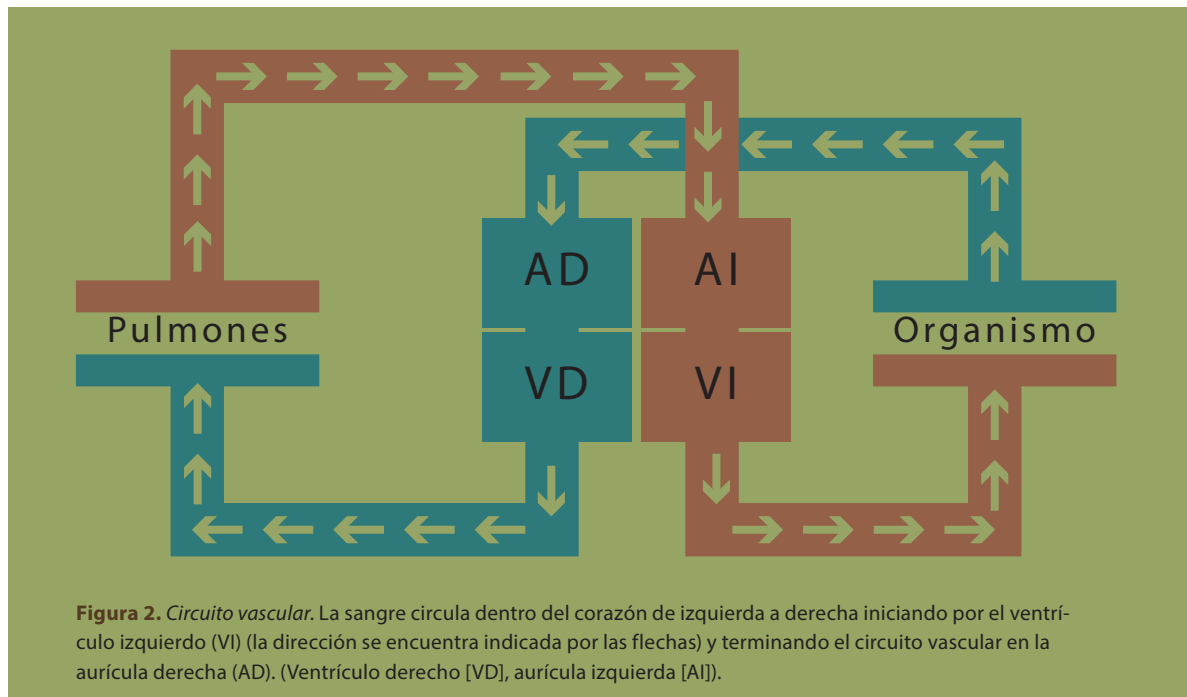 AD AI
Pulmones Organismo
VD VI
Figura 2. Circuito vascular. La sangre circula dentro del corazón de izquierda a derecha iniciando por el ventrí-
culo izquierdo (VI) (la dirección se encuentra indicada por las flechas) y terminando el circuito vascular en la
aurícula derecha (AD). (Ventrículo derecho [VD], aurícula izquierda [AI]).